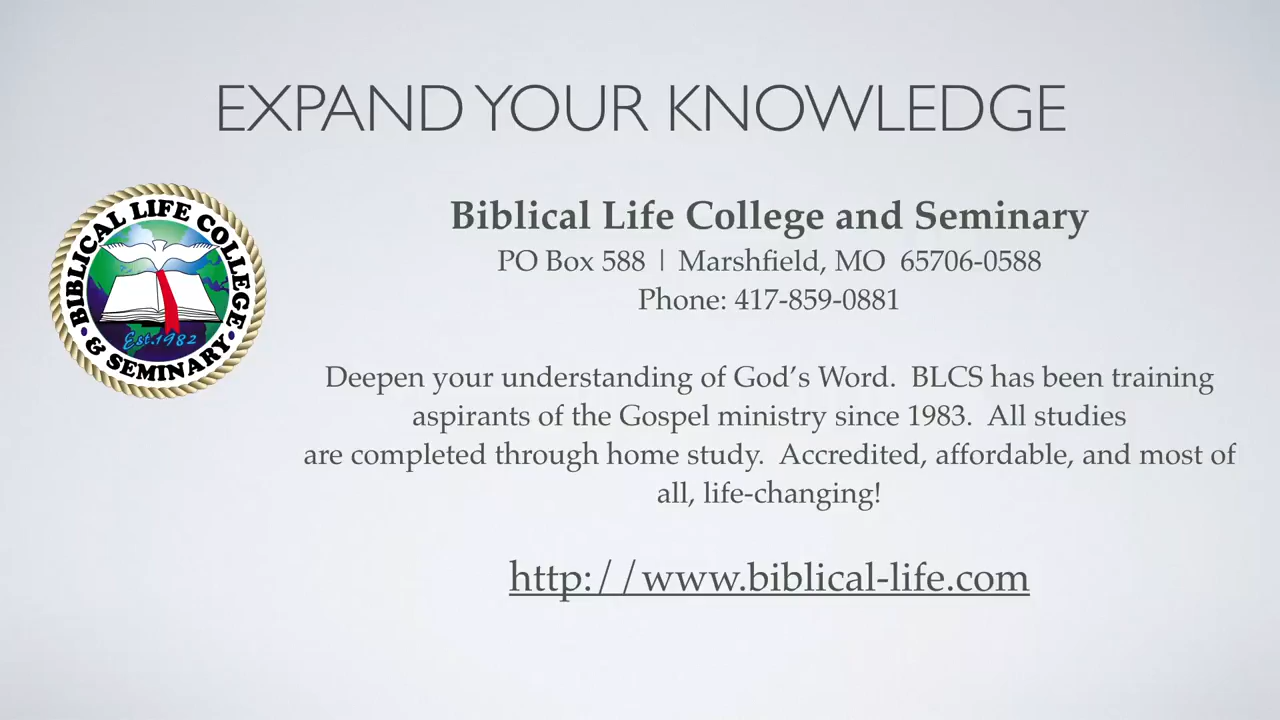 EXPAND YOUR KNOWLEDGE
BIBLICAL LIFE COLLEGE
& SEMINARY
Est.1982
Biblical Life College and Seminary
PO Box 588 | Marshfield, MO 65706-0588
Phone: 417-859-0881
Deepen your understanding of God's Word. BLCS has been training
aspirants of the Gospel ministry since 1983. All studies
are completed through home study. Accredited, affordable, and most of
all, life-changing!
http://www.biblical-life.com